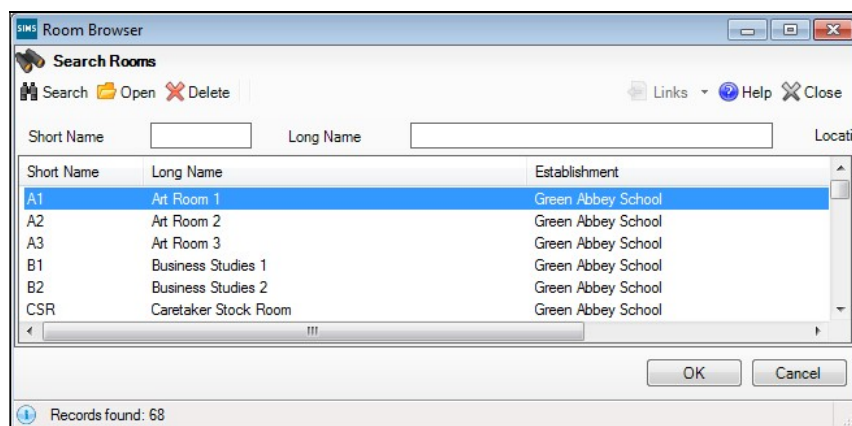 SIMS Room Browser
Search Rooms
Search Open Delete Links Help Close
Short Name Long Name Locati
Short Name Long Name Establishment
A1 Art Room 1 Green Abbey School
A2 Art Room 2 Green Abbey School
A3 Art Room 3 Green Abbey School
B1 Business Studies 1 Green Abbey School
B2 Business Studies 2 Green Abbey School
CSR Caretaker Stock Room Green Abbey School
OK Cancel
Records found: 68